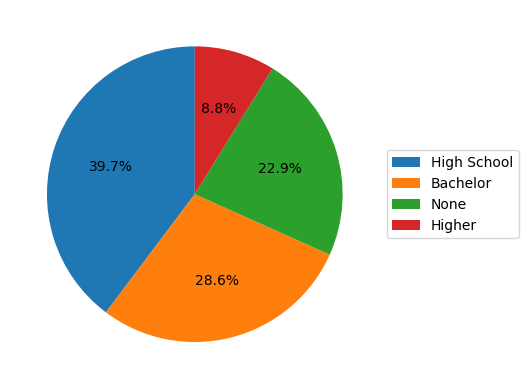 8.8%
39.7%
22.9%
28.6%
High School
Bachelor
None
Higher